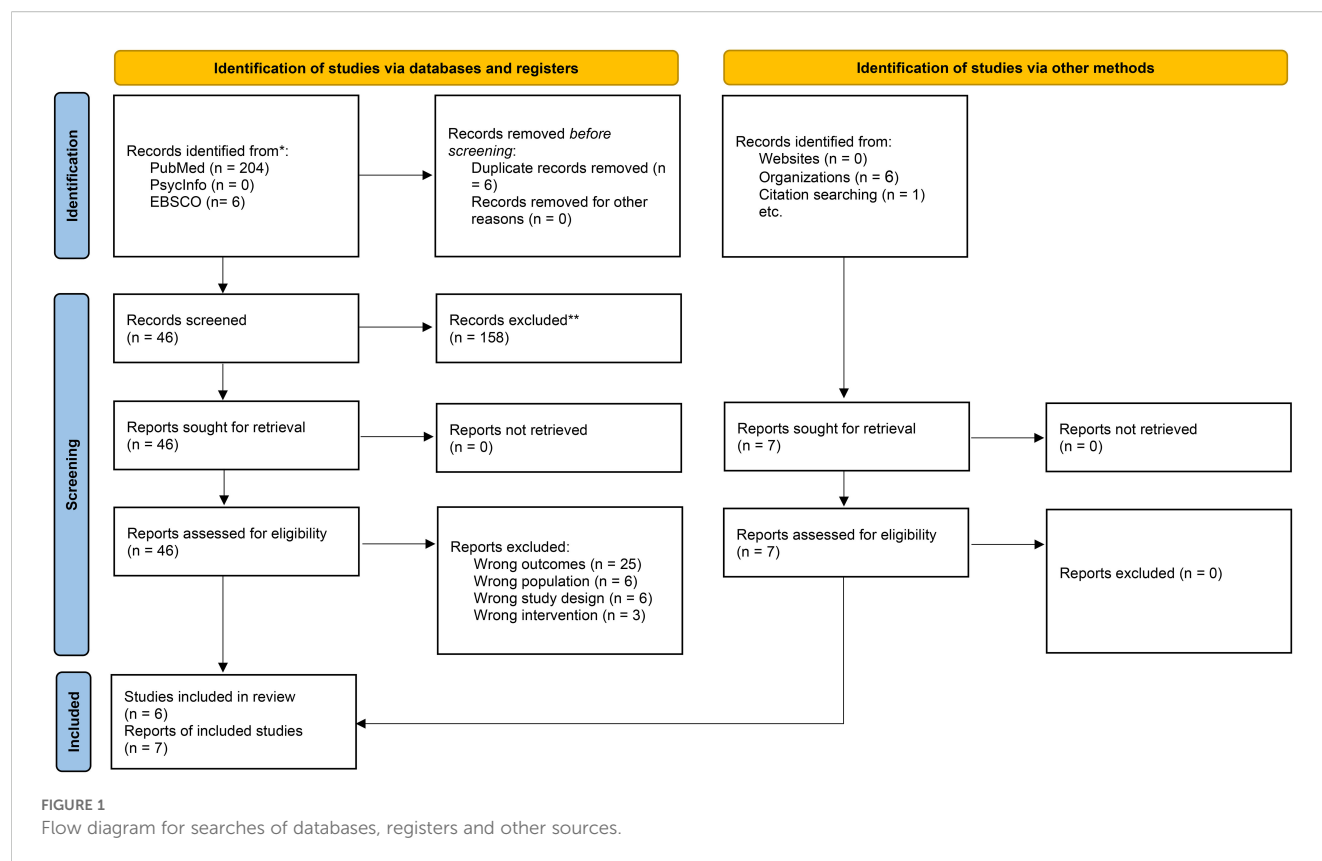 Identification of studies via databases and registers
Identification of studies via other methods
Identification
Records identified from*:
PubMed (n = 204)
PsycInfo (n = 0)
EBSCO (n= 6)
Records removed before
screening:
Duplicate records removed (n
= 6)
Records removed for other
reasons (n = 0)
Records identified from:
Websites (n = 0)
Organizations (n = 6)
Citation searching (n = 1)
etc.
Screening
Records screened
(n = 46)
Records excluded**
(n = 158)
Reports sought for retrieval
(n = 46)
Reports not retrieved
(n = 0)
Reports sought for retrieval
(n = 7)
Reports not retrieved
(n = 0)
Reports assessed for eligibility
(n = 46)
Reports excluded:
Wrong outcomes (n = 25)
Wrong population (n = 6)
Wrong study design (n = 6)
Wrong intervention (n = 3)
Reports assessed for eligibility
(n = 7)
Reports excluded (n = 0)
Included
Studies included in review
(n = 6)
Reports of included studies
(n = 7)
FIGURE 1
Flow diagram for searches of databases, registers and other sources.